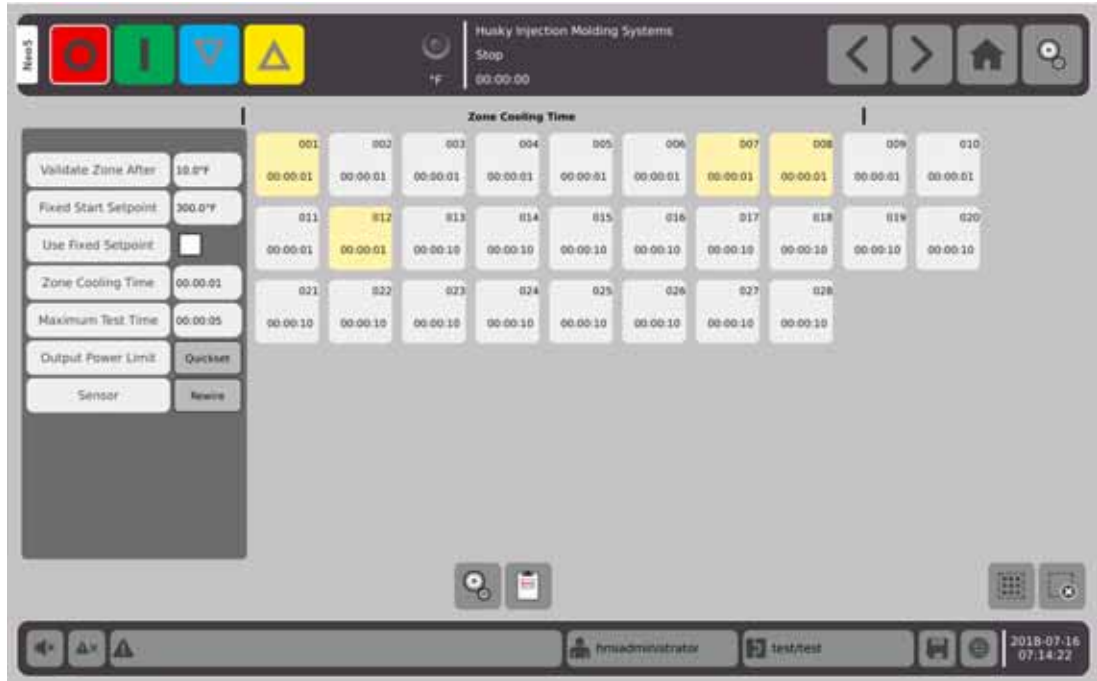 Neo5
Husky Injection Molding Systems
Stop
°F
00:00:00
Zone Cooling Time
Validate Zone After
10.0°F
Fixed Start Setpoint
300.0°F
Use Fixed Setpoint
Zone Cooling Time
00:00:01
Maximum Test Time
00:00:05
Output Power Limit
Quickset
Sensor
Rewire
001 002 003 004 005 006 007 008 009 010
00:00:01 00:00:01 00:00:01 00:00:01 00:00:01 00:00:01 00:00:01 00:00:01 00:00:01 00:00:01
011 012 013 014 015 016 017 018 019 020
00:00:01 00:00:01 00:00:10 00:00:10 00:00:10 00:00:10 00:00:10 00:00:10 00:00:10 00:00:10
021 022 023 024 025 026 027 028
00:00:10 00:00:10 00:00:10 00:00:10 00:00:10 00:00:10 00:00:10 00:00:10
hmiadministrator
test/test
2018-07-16
07:14:22